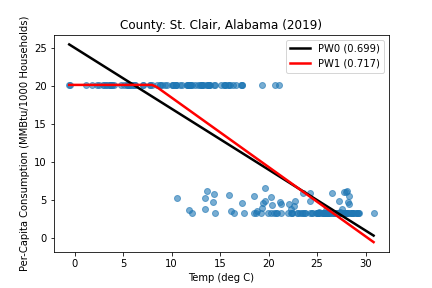 County: St. Clair, Alabama (2019)
PW0 (0.699)
PW1 (0.717)
Per-Capita Consumption (MMBtu/1000 Households)
25
20
15
10
5
0
0 5 10 15 20 25 30
Temp (deg C)